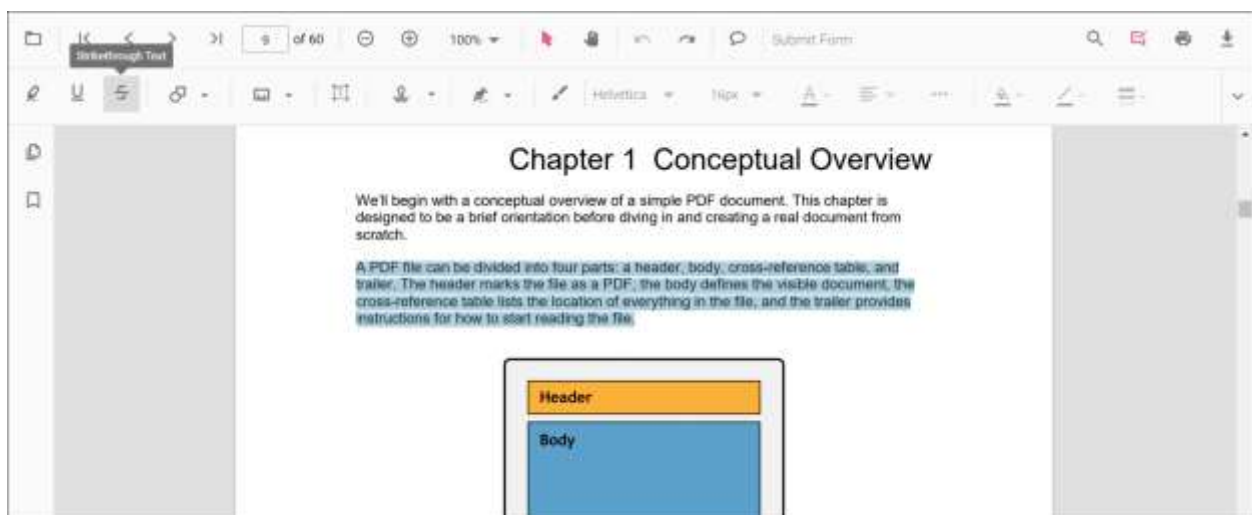 9 of 60 100% Submit Form
Strikethrough Text
Helvetica 16px
Chapter 1 Conceptual Overview
We'll begin with a conceptual overview of a simple PDF document. This chapter is
designed to be a brief orientation before diving in and creating a real document from
scratch.
A PDF file can be divided into four parts: a header, body, cross-reference table, and
trailer. The header marks the file as a PDF, the body defines the visible document, the
cross-reference table lists the location of everything in the file, and the trailer provides
instructions for how to start reading the file.
Header
Body